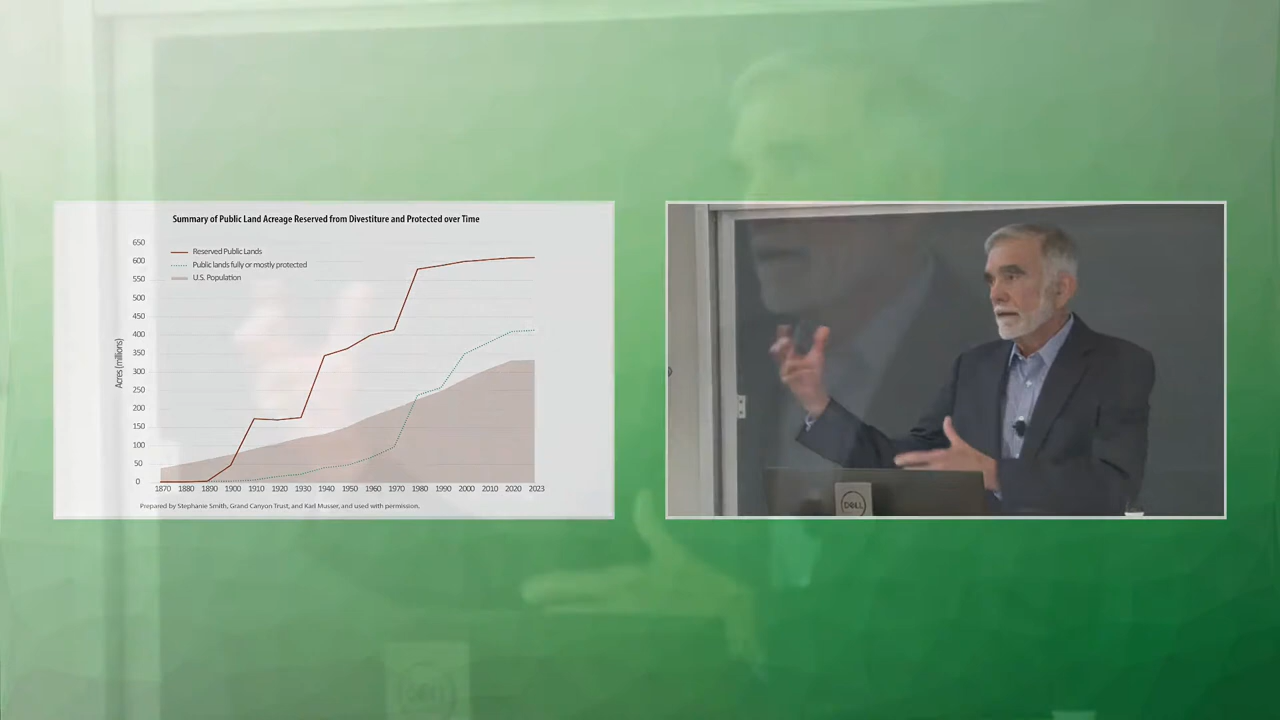 Summary of Public Land Acreage Reserved from Divestiture and Protected over Time
650
600
550
500
450
400
350
300
250
200
150
100
50
0
Acres (millions)
Reserved Public Lands
Public lands fully or mostly protected
U.S. Population
1870 1880 1890 1900 1910 1920 1930 1940 1950 1960 1970 1980 1990 2000 2010 2020 2023
Prepared by Stephanie Smith, Grand Canyon Trust, and Karl Musser, and used with permission.
DELL